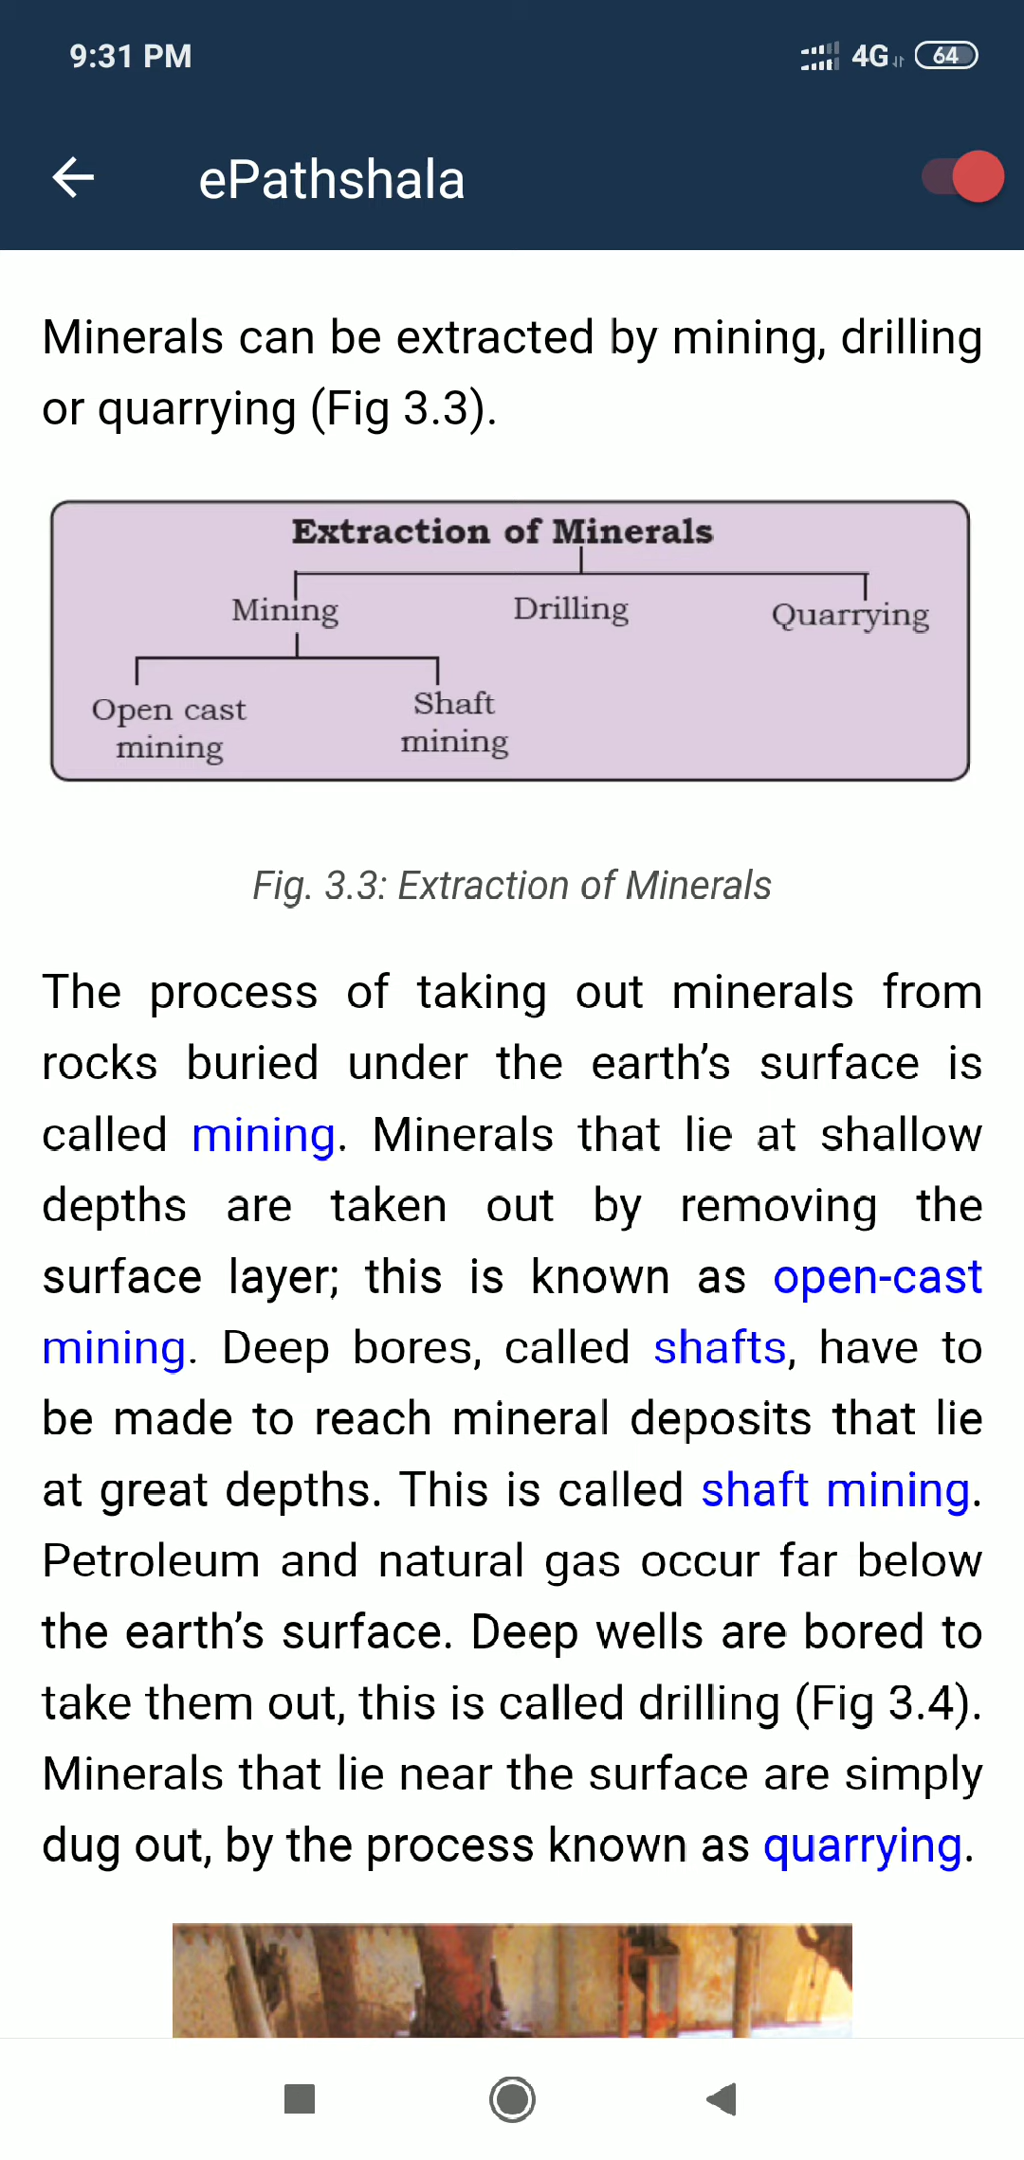 9:31 PM
4G
64
ePathshala
Minerals can be extracted by mining, drilling
or quarrying (Fig 3.3).
Extraction of Minerals
Mining
Drilling
Quarrying
Open cast
mining
Shaft
mining
Fig. 3.3: Extraction of Minerals
The process of taking out minerals from
rocks buried under the earth’s surface is
called mining. Minerals that lie at shallow
depths are taken out by removing the
surface layer; this is known as open-cast
mining. Deep bores, called shafts, have to
be made to reach mineral deposits that lie
at great depths. This is called shaft mining.
Petroleum and natural gas occur far below
the earth’s surface. Deep wells are bored to
take them out, this is called drilling (Fig 3.4).
Minerals that lie near the surface are simply
dug out, by the process known as quarrying.